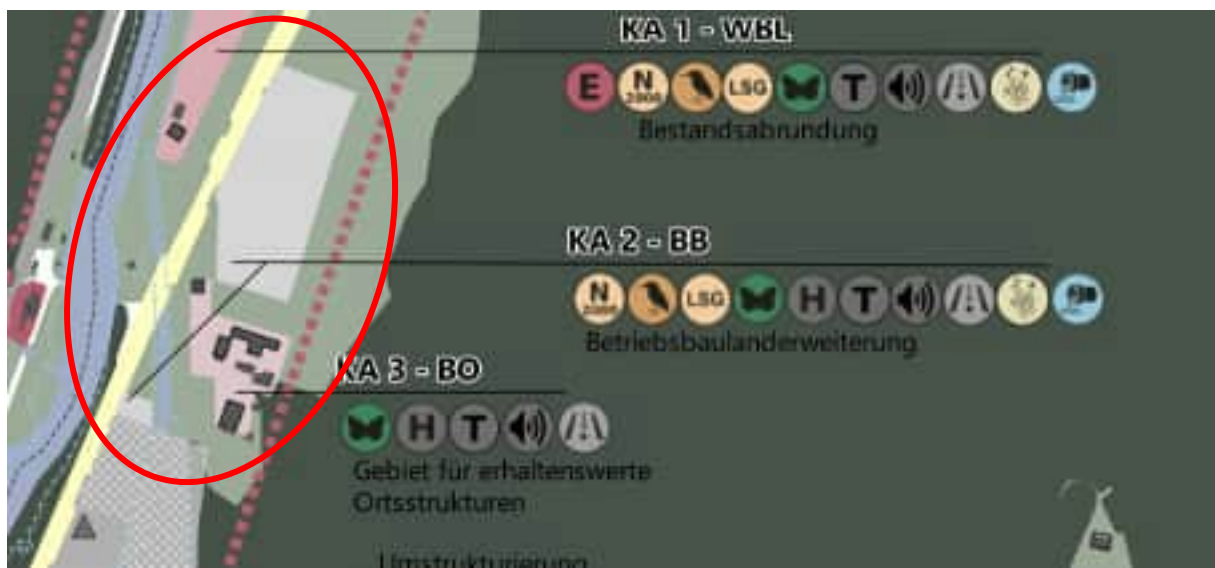 KA 1 - WBL
E N 2000 LSG T
Bestandsabrundung
KA 2 - BB
N 2000 LSG H T
Betriebsbaulanderweiterung
KA 3 - BO
H T
Gebiet für erhaltenswerte
Ortsstrukturen
Umstrukturierung